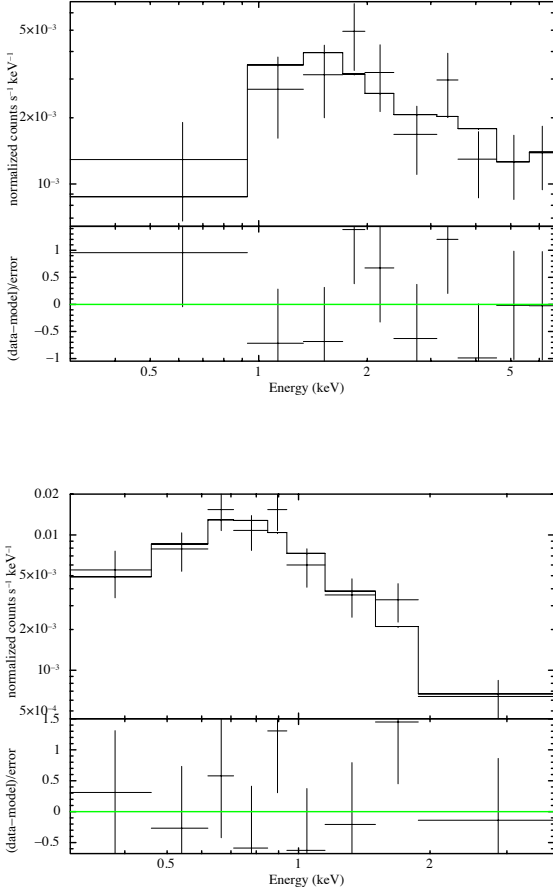 5×10⁻³
2×10⁻³
10⁻³
normalized counts s⁻¹ keV⁻¹
1
0.5
0
−0.5
−1
(data−model)/error
0.5 1 2 5
Energy (keV)
0.02
0.01
5×10⁻³
2×10⁻³
10⁻³
5×10⁻⁴
normalized counts s⁻¹ keV⁻¹
1.5
1
0.5
0
−0.5
(data−model)/error
0.5 1 2
Energy (keV)